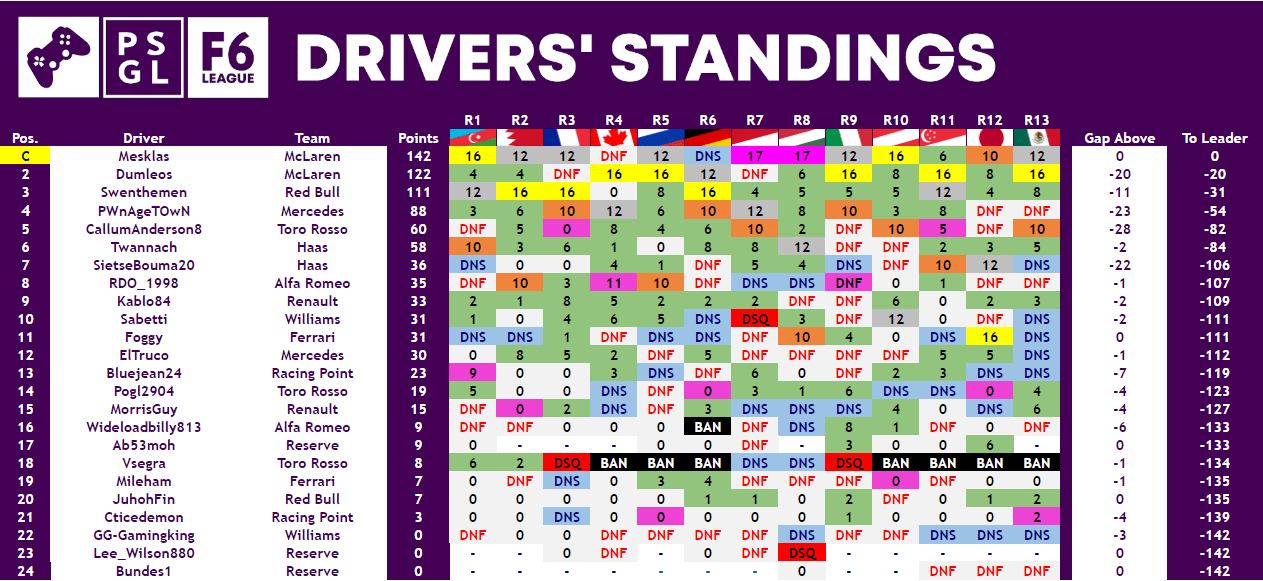 PS GL F6 LEAGUE DRIVERS' STANDINGS
R1 R2 R3 R4 R5 R6 R7 R8 R9 R10 R11 R12 R13
Pos. Driver Team Points Gap Above To Leader
C Mesklas McLaren 142 16 12 12 DNF 12 DNS 17 17 12 16 6 10 12 0 0
2 Dumleos McLaren 122 4 4 DNF 16 16 12 DNF 6 16 8 16 8 16 -20 -20
3 Swenthemen Red Bull 111 12 16 16 0 8 16 4 5 5 5 12 4 8 -11 -31
4 PWnAgeTOwN Mercedes 88 3 6 10 12 6 10 12 8 10 3 8 DNF DNF -23 -54
5 CallumAnderson8 Toro Rosso 60 DNF 5 0 8 4 6 10 2 DNF 10 5 DNF 10 -28 -82
6 Twannach Haas 58 10 3 6 1 0 8 8 12 DNF DNF 2 3 5 -2 -84
7 SietseBouma20 Haas 36 DNS 0 0 4 1 DNF 5 4 DNS DNF 10 12 DNS -22 -106
8 RDO_1998 Alfa Romeo 35 DNF 10 3 11 10 DNF DNS DNS DNF 0 1 DNF DNF -1 -107
9 Kablo84 Renault 33 2 1 8 5 2 2 2 DNF DNF 6 0 2 3 -2 -109
10 Sabetti Williams 31 1 0 4 6 5 DNS DSQ 3 DNF 12 0 DNF DNS -2 -111
11 Foggy Ferrari 31 DNS DNS 1 DNF DNS DNS DNF 10 4 0 DNS 16 DNS 0 -111
12 ElTruco Mercedes 30 0 8 5 2 DNF 5 DNF DNF DNF DNF 5 5 DNS -1 -112
13 Bluejean24 Racing Point 23 9 0 0 3 DNS DNF 6 0 DNF 2 3 DNS DNS -7 -119
14 Pogl2904 Toro Rosso 19 5 0 0 DNS DNF 0 3 1 6 DNS DNS 0 4 -4 -123
15 MorrisGuy Renault 15 DNF 0 2 DNS DNF 3 DNS DNS DNS 4 0 DNS 6 -4 -127
16 Wideloadbilly813 Alfa Romeo 9 DNF DNF 0 0 0 BAN DNF DNS 8 1 DNF 0 DNF -6 -133
17 Ab53moh Reserve 9 0 - - - 0 0 DNF - 3 0 0 6 - 0 -133
18 Vsegra Toro Rosso 8 6 2 DSQ BAN BAN BAN DNS DNS DSQ BAN BAN BAN BAN -1 -134
19 Mileham Ferrari 7 0 DNF DNS 0 3 4 DNF DNF DNF 0 DNF 0 0 -1 -135
20 JuhohFin Red Bull 7 0 0 0 0 0 1 1 0 2 DNF 0 1 2 0 -135
21 Cticedemon Racing Point 3 0 0 DNS 0 0 0 0 0 1 0 0 0 2 -4 -139
22 GG-Gamingking Williams 0 DNF 0 0 DNF DNF DNF DNF DNS DNF DNF DNS DNS DNS -3 -142
23 Lee_Wilson880 Reserve 0 - - 0 DNF - 0 DNF DSQ - - - - - 0 -142
24 Bundes1 Reserve 0 - - - - - - - 0 - - DNF DNF DNF 0 -142